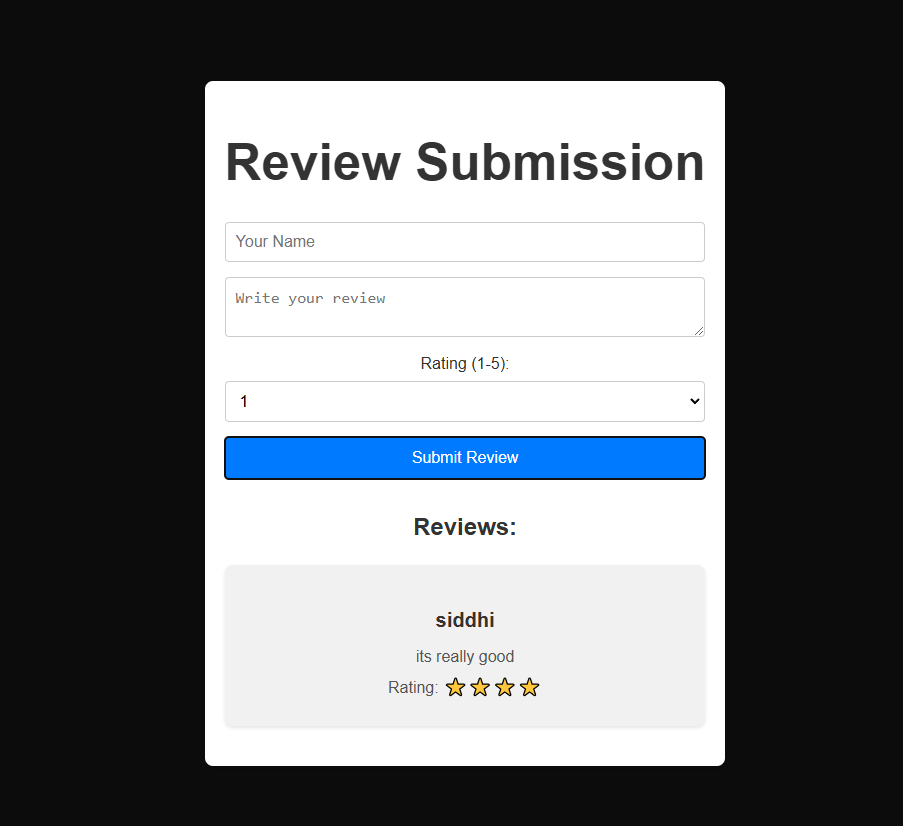 Review Submission
Your Name
Write your review
Rating (1-5):
1
Submit Review
Reviews:
siddhi
its really good
Rating: ⭐⭐⭐⭐